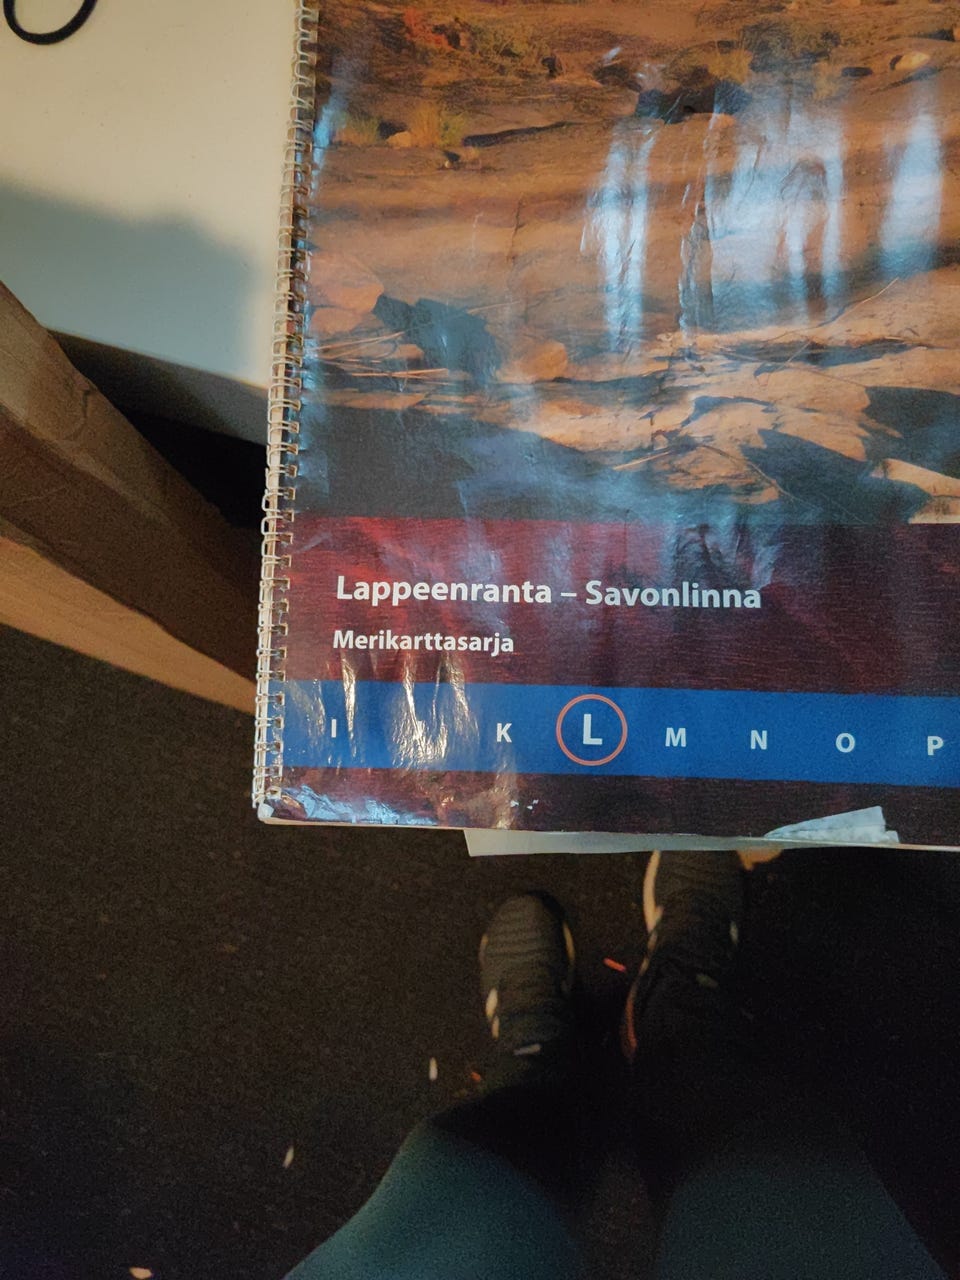 Lappeenranta – Savonlinna
Merikarttasarja
I K L M N O P